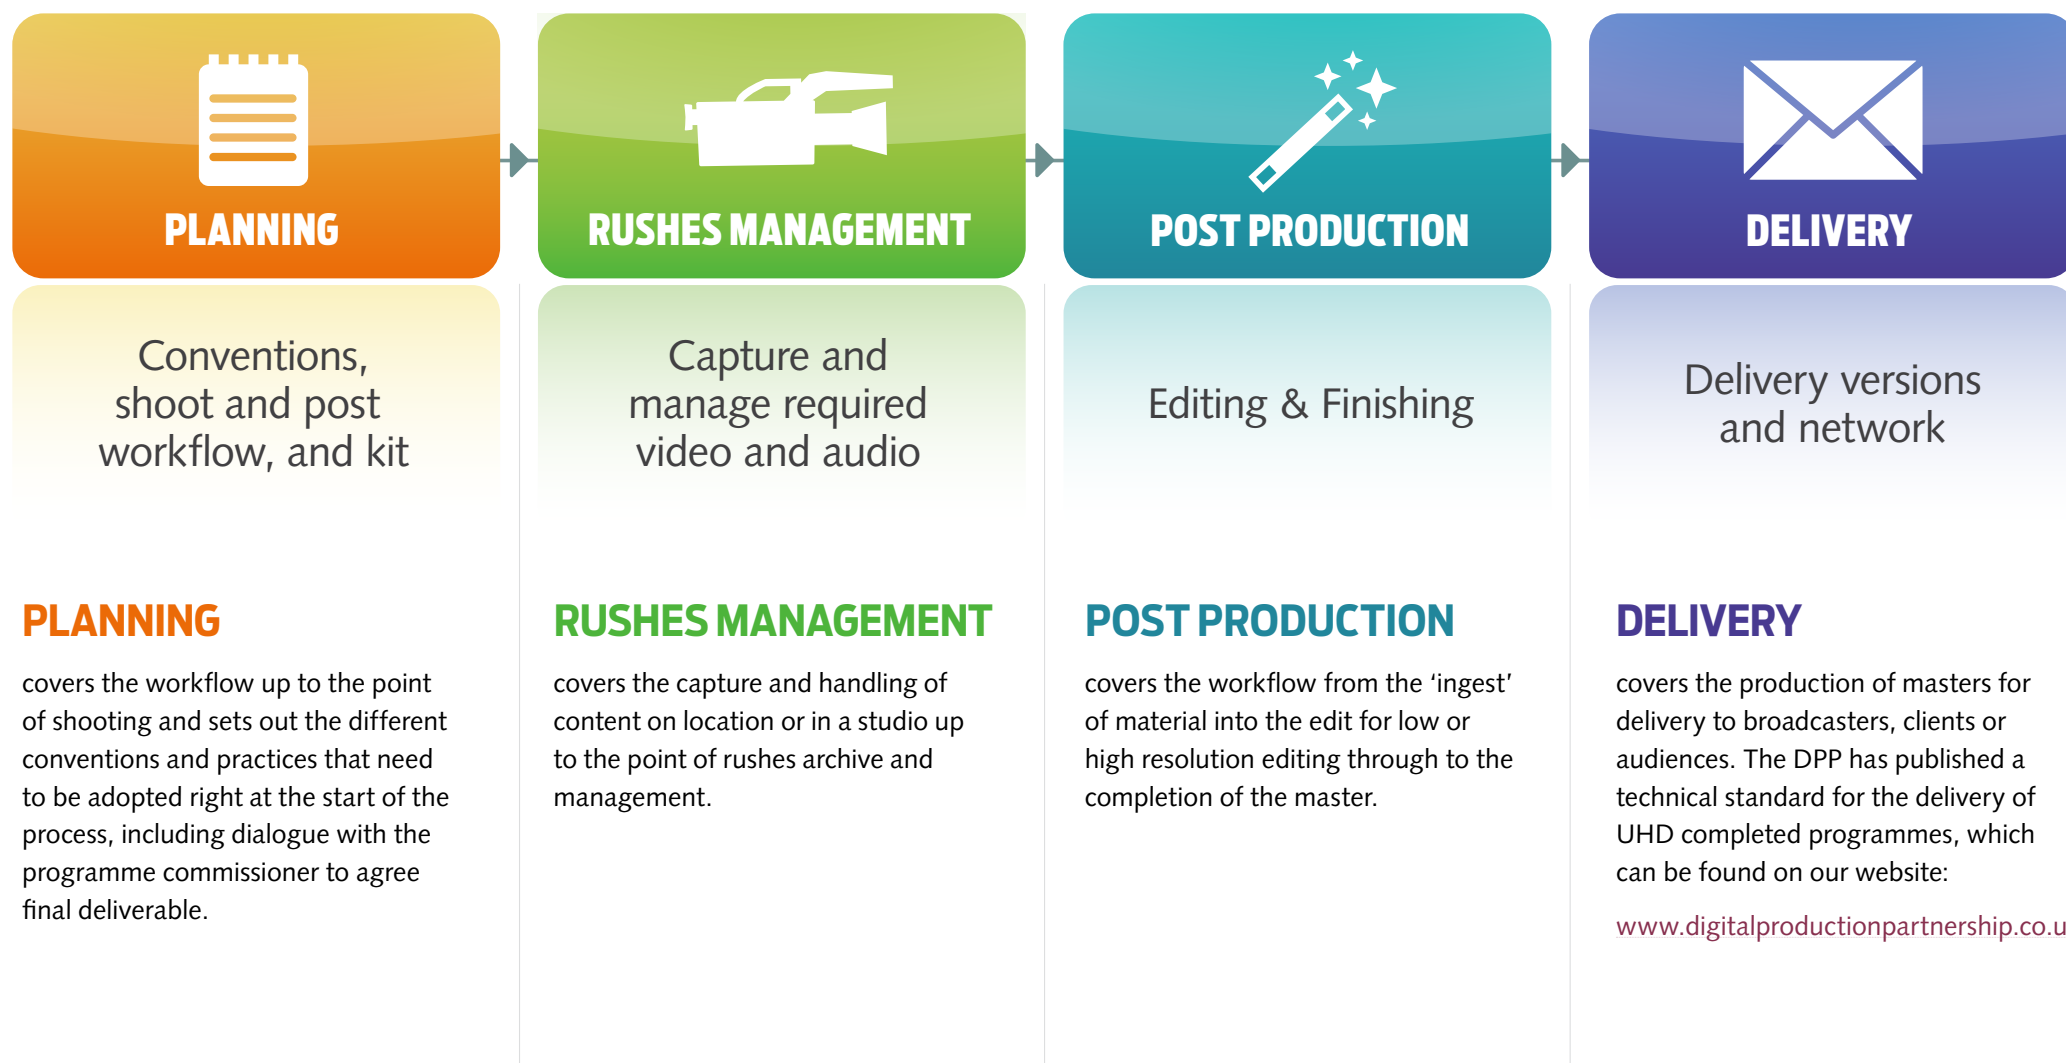 PLANNING
RUSHES MANAGEMENT
POST PRODUCTION
DELIVERY
Conventions,
shoot and post
workflow, and kit
Capture and
manage required
video and audio
Editing & Finishing
Delivery versions
and network
PLANNING
covers the workflow up to the point
of shooting and sets out the different
conventions and practices that need
to be adopted right at the start of the
process, including dialogue with the
programme commissioner to agree
final deliverable.
RUSHES MANAGEMENT
covers the capture and handling of
content on location or in a studio up
to the point of rushes archive and
management.
POST PRODUCTION
covers the workflow from the ‘ingest’
of material into the edit for low or
high resolution editing through to the
completion of the master.
DELIVERY
covers the production of masters for
delivery to broadcasters, clients or
audiences. The DPP has published a
technical standard for the delivery of
UHD completed programmes, which
can be found on our website:
www.digitalproductionpartnership.co.u